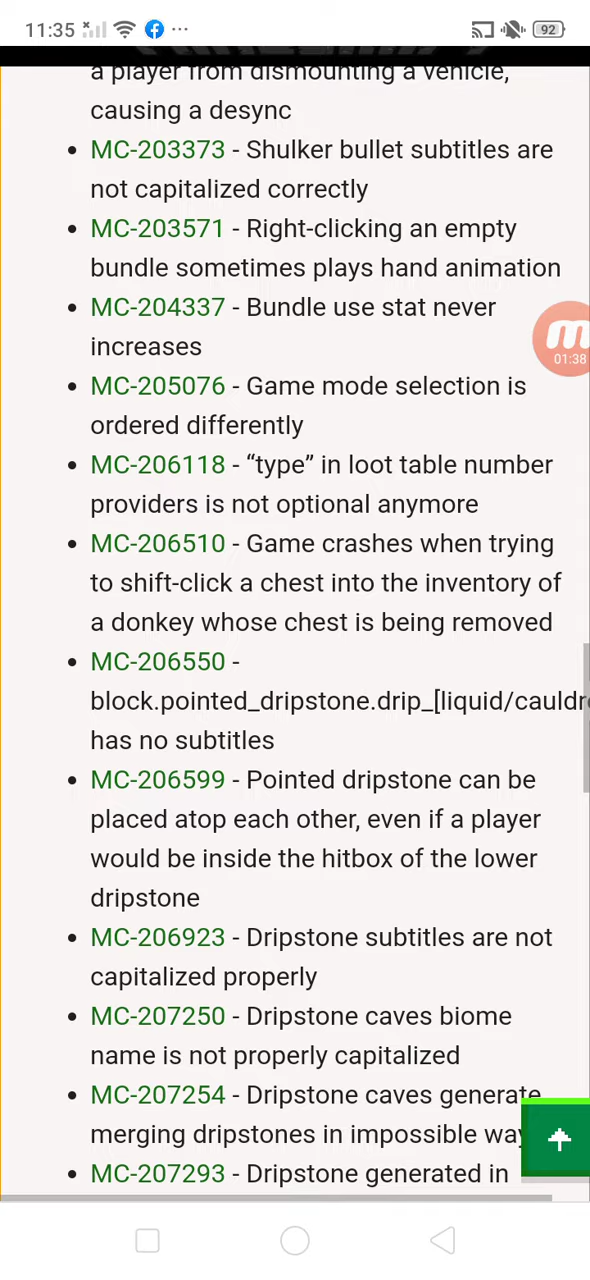 11:35
92
a player from dismounting a vehicle,
causing a desync
MC-203373 - Shulker bullet subtitles are
not capitalized correctly
MC-203571 - Right-clicking an empty
bundle sometimes plays hand animation
MC-204337 - Bundle use stat never
increases
01:38
MC-205076 - Game mode selection is
ordered differently
MC-206118 - “type” in loot table number
providers is not optional anymore
MC-206510 - Game crashes when trying
to shift-click a chest into the inventory of
a donkey whose chest is being removed
MC-206550 -
block.pointed_dripstone.drip_[liquid/cauldr
has no subtitles
MC-206599 - Pointed dripstone can be
placed atop each other, even if a player
would be inside the hitbox of the lower
dripstone
MC-206923 - Dripstone subtitles are not
capitalized properly
MC-207250 - Dripstone caves biome
name is not properly capitalized
MC-207254 - Dripstone caves generate
merging dripstones in impossible way
MC-207293 - Dripstone generated in